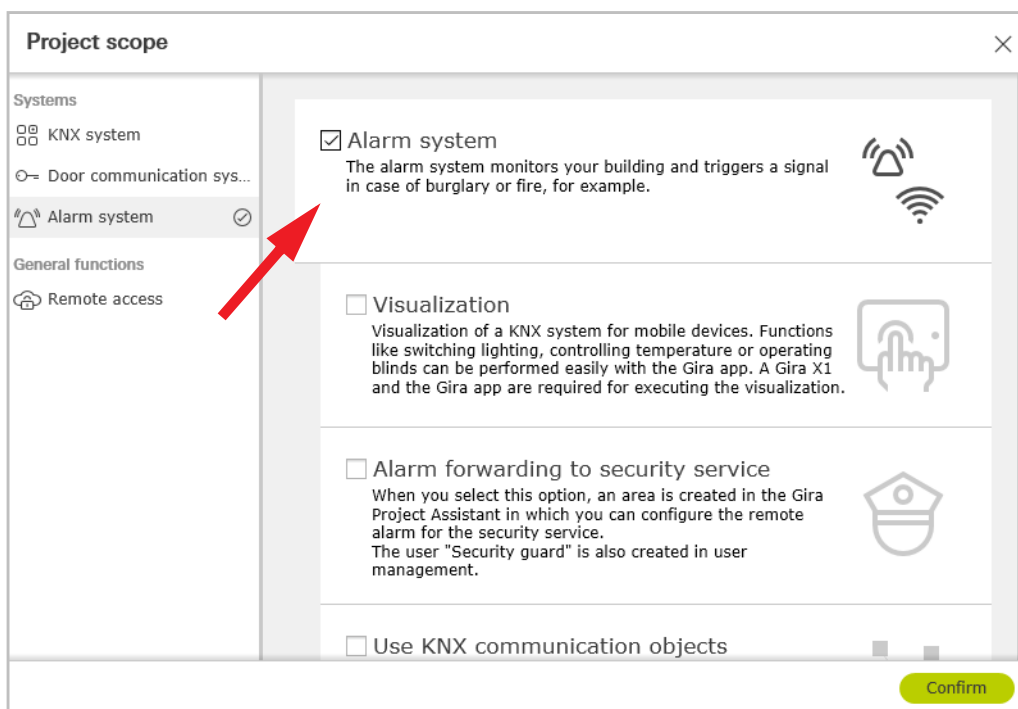 Project scope
Systems
KNX system
Door communication sys...
Alarm system
General functions
Remote access
Alarm system
The alarm system monitors your building and triggers a signal
in case of burglary or fire, for example.
Visualization
Visualization of a KNX system for mobile devices. Functions
like switching lighting, controlling temperature or operating
blinds can be performed easily with the Gira app. A Gira X1
and the Gira app are required for executing the visualization.
Alarm forwarding to security service
When you select this option, an area is created in the Gira
Project Assistant in which you can configure the remote
alarm for the security service.
The user "Security guard" is also created in user
management.
Use KNX communication objects
Confirm